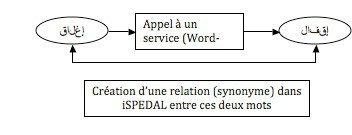 إغلاق
Appel à un
service (Word-
إقفال
Création d'une relation (synonyme) dans
iSPEDAL entre ces deux mots